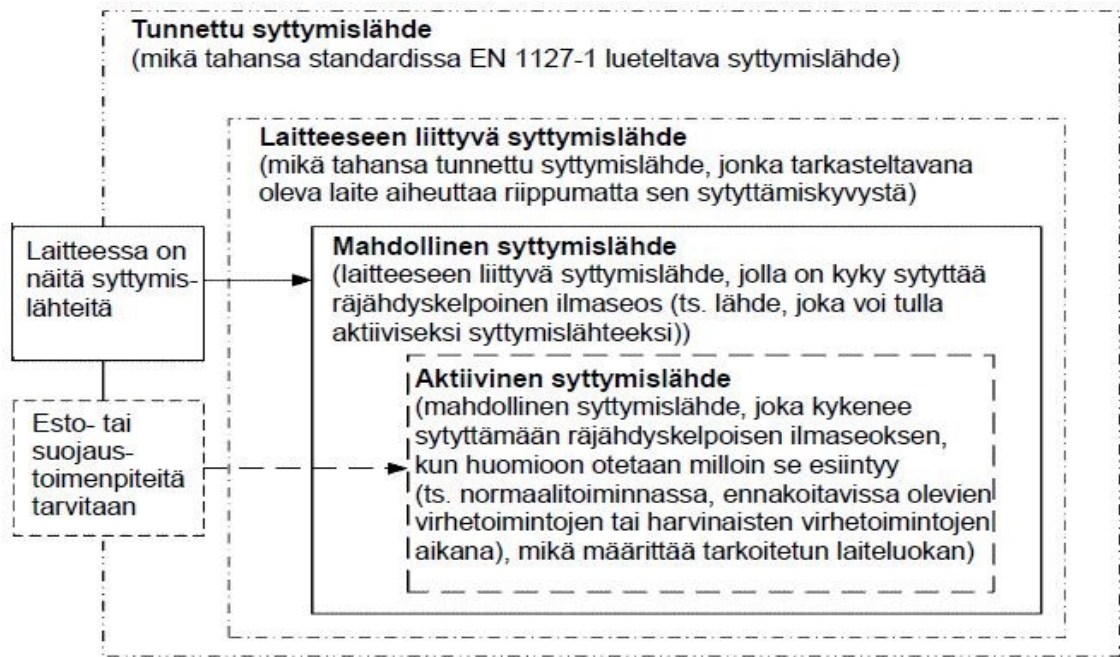 Tunnettu syttymislähde
(mikä tahansa standardissa EN 1127-1 lueteltava syttymislähde)
Laitteeseen liittyvä syttymislähde
(mikä tahansa tunnettu syttymislähde, jonka tarkasteltavana
oleva laite aiheuttaa riippumatta sen sytyttämiskyvystä)
Laitteessa on
näitä syttymis-
lähteitä
Mahdollinen syttymislähde
(laitteeseen liittyvä syttymislähde, jolla on kyky sytyttää
räjähdyskelpoinen ilmaseos (ts. lähde, joka voi tulla
aktiiviseksi syttymislähteeksi))
Esto- tai
suojaus-
toimenpiteitä
tarvitaan
Aktiivinen syttymislähde
(mahdollinen syttymislähde, joka kykenee
sytyttämään räjähdyskelpoisen ilmaseoksen,
kun huomioon otetaan milloin se esiintyy
(ts. normaalitoiminnassa, ennakoitavissa olevien
virhetoimintojen tai harvinaisten virhetoimintojen
aikana), mikä määrittää tarkoitetun laiteluokan)